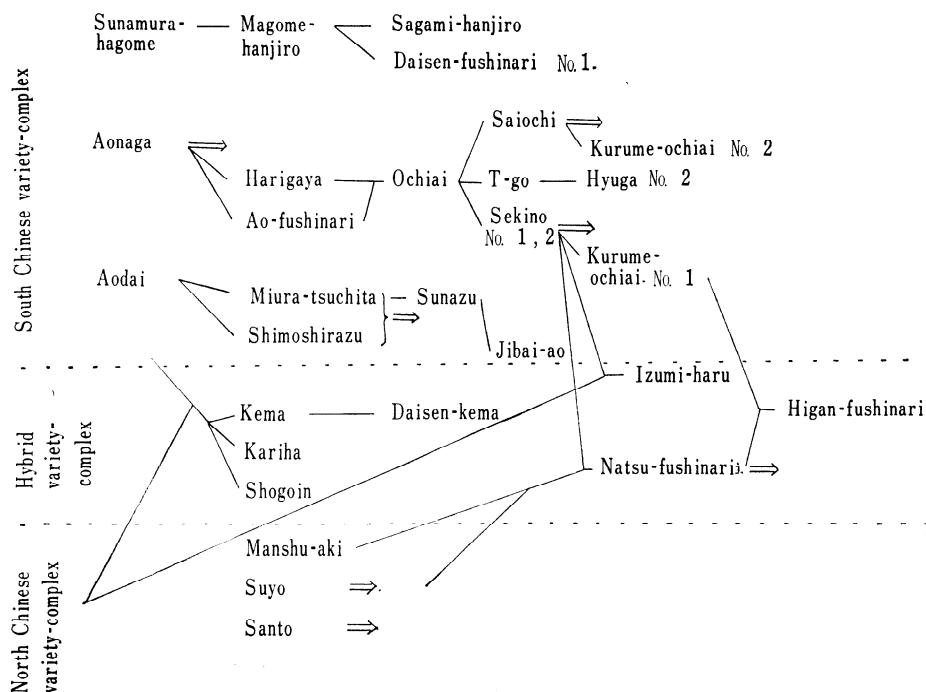 Sunamura-
hagome
Magome-
hanjiro
Sagami-hanjiro
Daisen-fushinari No. 1.
South Chinese variety-complex
Aonaga
Harigaya
Ao-fushinari
Ochiai
Saiochi
Kurume-ochiai No. 2
T-go
Hyuga No. 2
Sekino
No. 1, 2
Kurume-
ochiai. No. 1
Aodai
Miura-tsuchita
Shimoshirazu
Sunazu
Jibai-ao
Izumi-haru
Hybrid
variety-
complex
Kema
Daisen-kema
Kariha
Shogoin
Higan-fushinari
Natsu-fushinari
North Chinese
variety-complex
Manshu-aki
Suyo
Santo